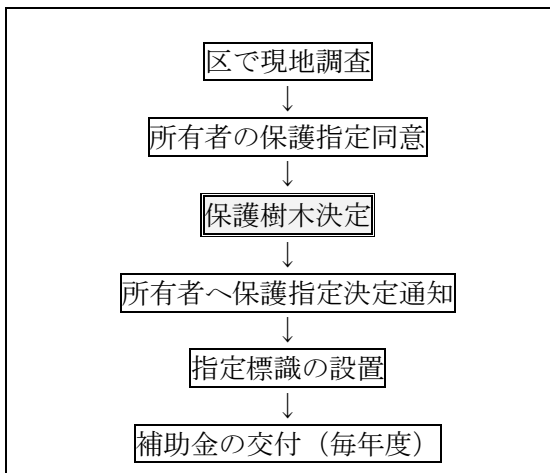 区で現地調査
↓
所有者の保護指定同意
↓
保護樹木決定
↓
所有者へ保護指定決定通知
↓
指定標識の設置
↓
補助金の交付（毎年度）